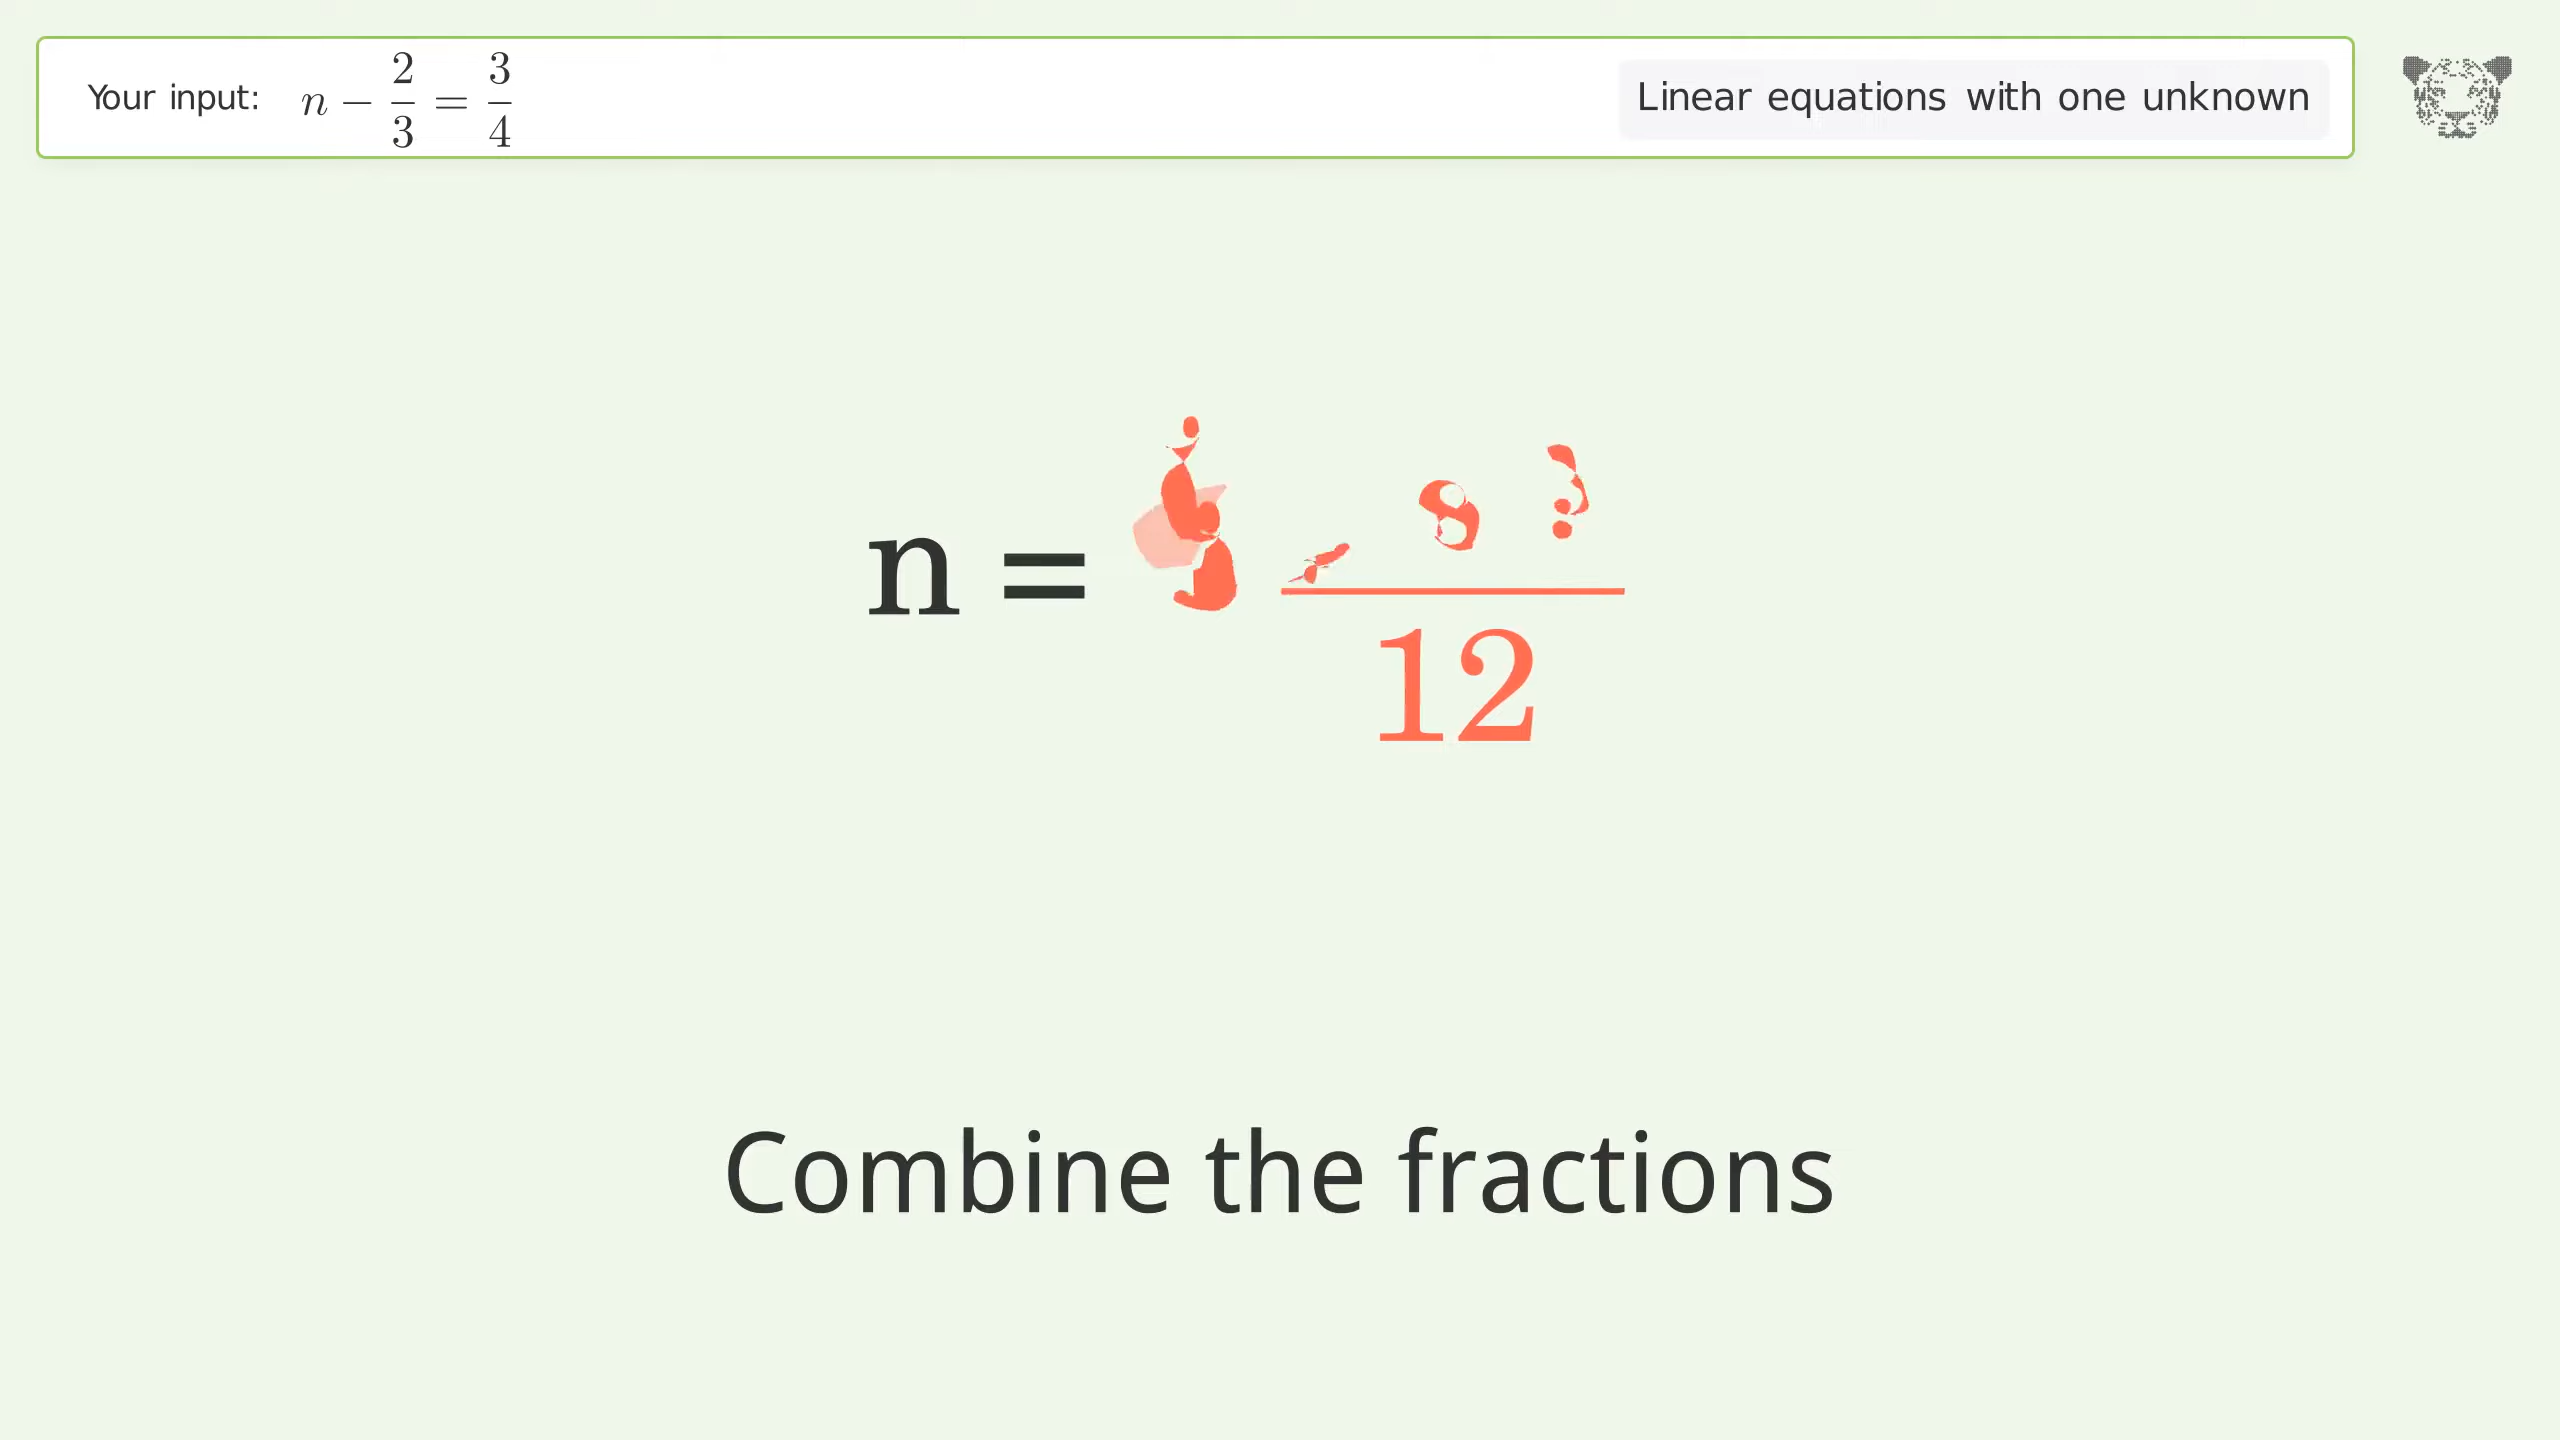 Your input: n − 2/3 = 3/4
Linear equations with one unknown
n =
12
Combine the fractions